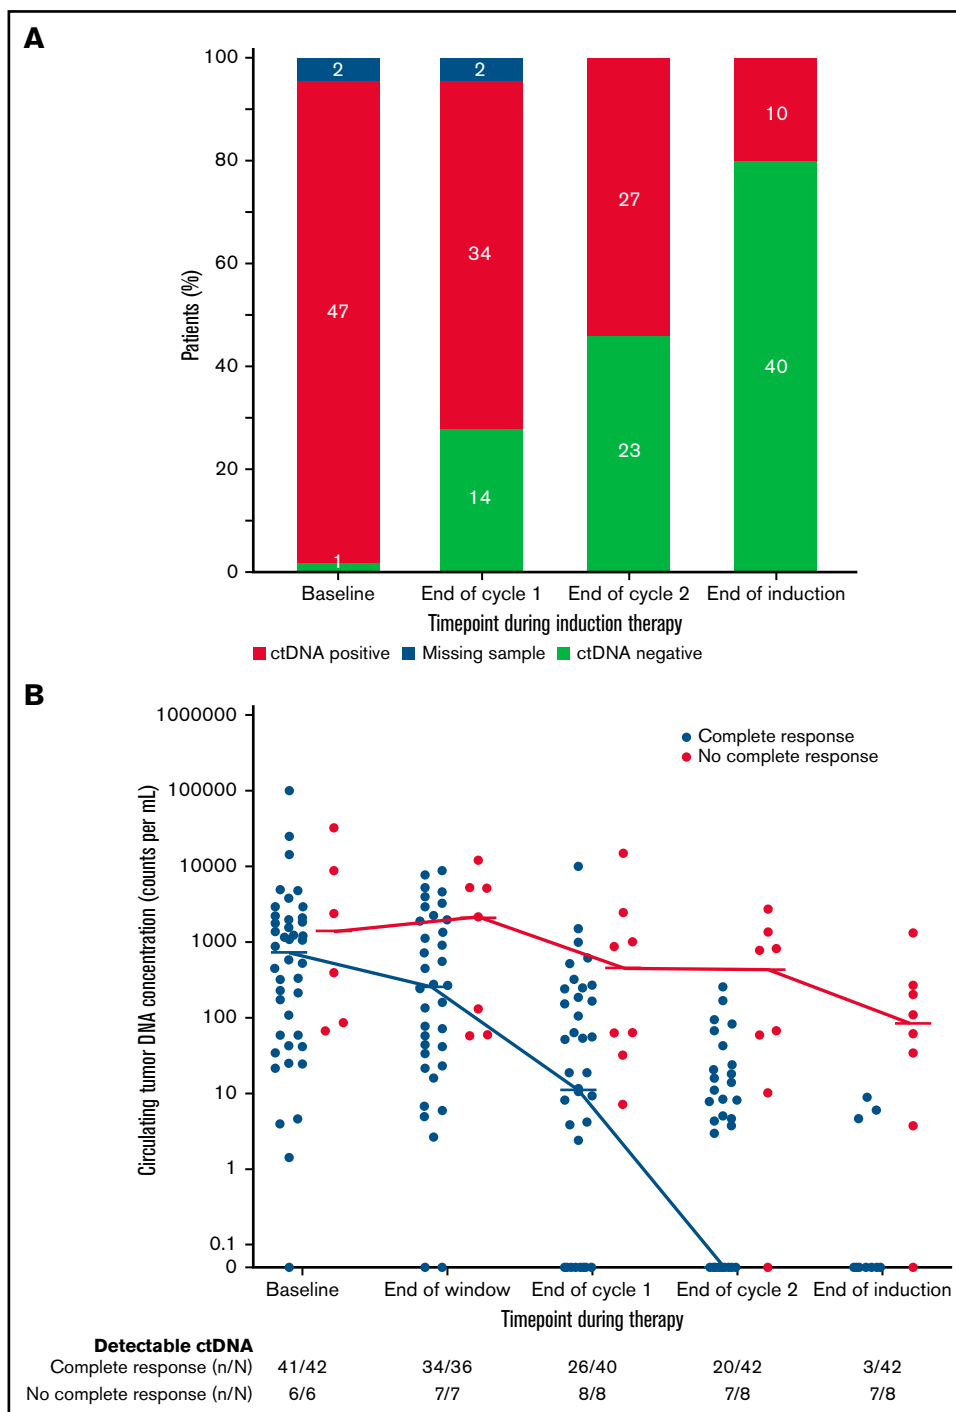 A
100
80
60
40
20
0
Patients (%)
2
47
1
2
34
14
27
23
10
40
Baseline
End of cycle 1
End of cycle 2
End of induction
Timepoint during induction therapy
ctDNA positive
Missing sample
ctDNA negative
B
1000000
100000
10000
1000
100
10
1
0.1
0
Circulating tumor DNA concentration (counts per mL)
Complete response
No complete response
Baseline
End of window
End of cycle 1
End of cycle 2
End of induction
Timepoint during therapy
Detectable ctDNA
Complete response (n/N) 41/42 34/36 26/40 20/42 3/42
No complete response (n/N) 6/6 7/7 8/8 7/8 7/8